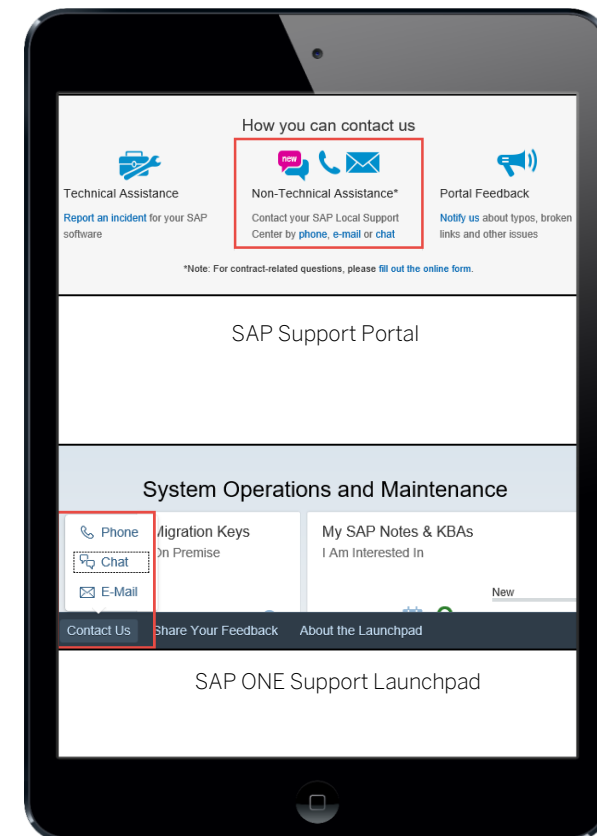 How you can contact us
new
Technical Assistance
Report an incident for your SAP
software
Non-Technical Assistance*
Contact your SAP Local Support
Center by phone, e-mail or chat
Portal Feedback
Notify us about typos, broken
links and other issues
*Note: For contract-related questions, please fill out the online form.
SAP Support Portal
System Operations and Maintenance
Phone
Chat
E-Mail
Migration Keys
On Premise
My SAP Notes & KBAs
I Am Interested In
New
Contact Us
Share Your Feedback
About the Launchpad
SAP ONE Support Launchpad